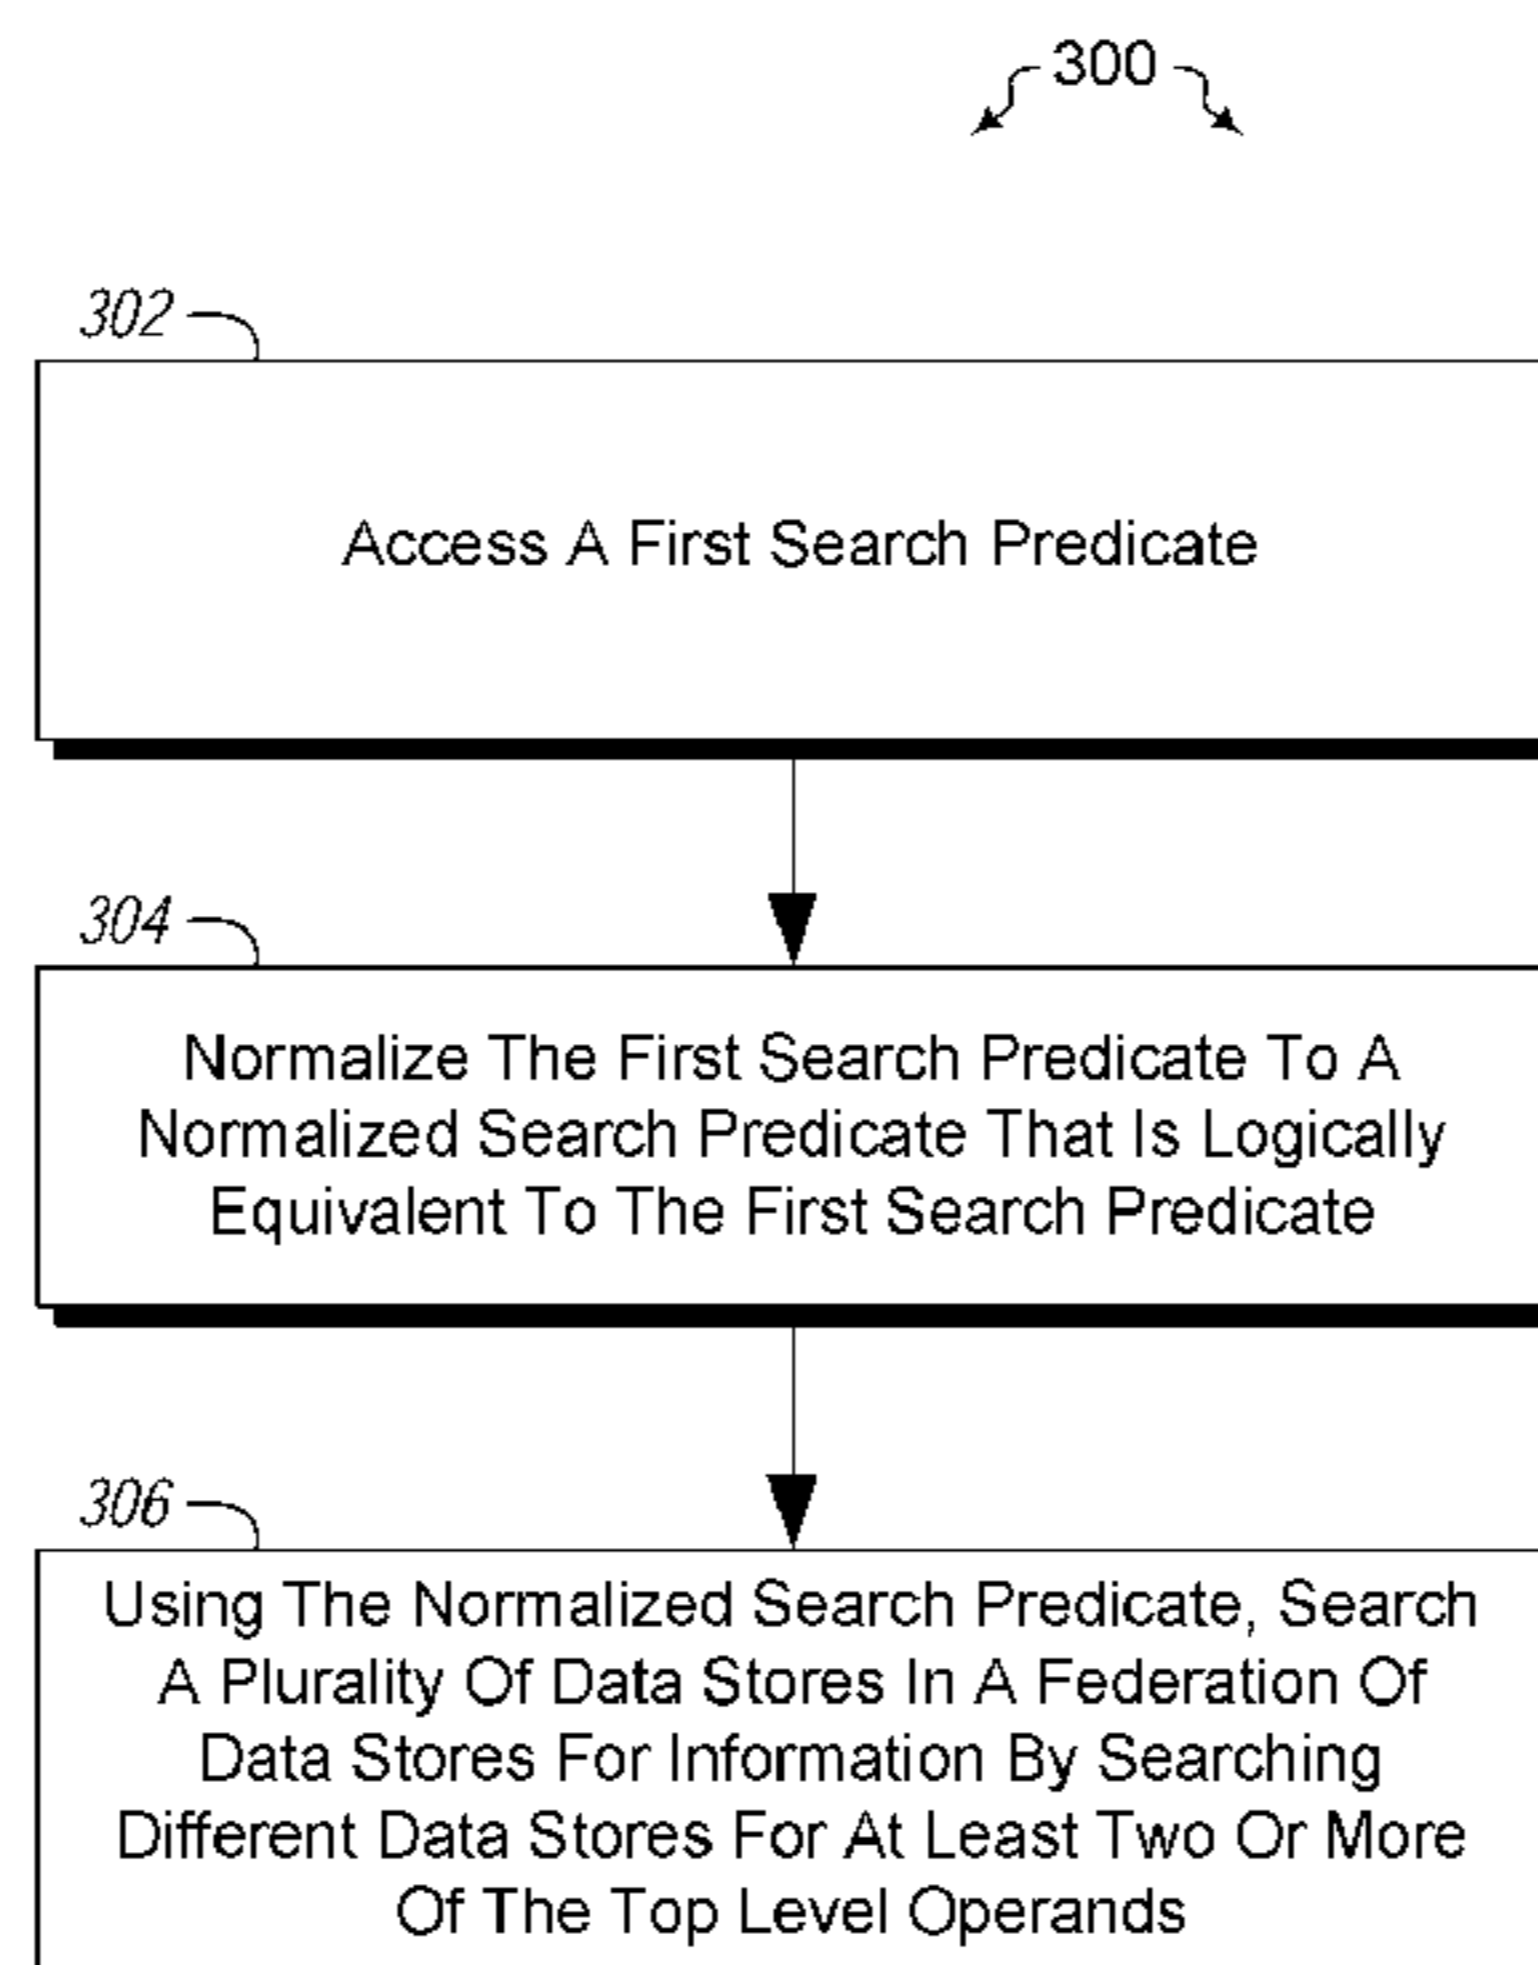 300
302
Access A First Search Predicate
304
Normalize The First Search Predicate To A
Normalized Search Predicate That Is Logically
Equivalent To The First Search Predicate
306
Using The Normalized Search Predicate, Search
A Plurality Of Data Stores In A Federation Of
Data Stores For Information By Searching
Different Data Stores For At Least Two Or More
Of The Top Level Operands